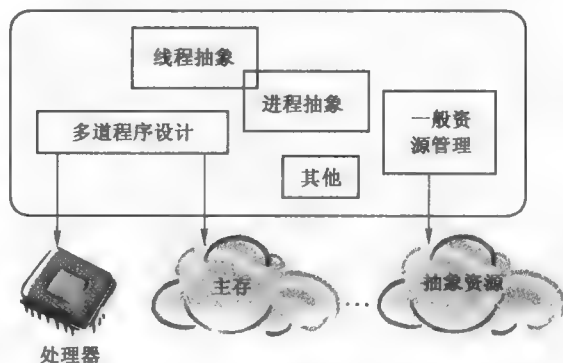 线程抽象
进程抽象
多道程序设计
一般资
源管理
其他
主存
…
抽象资源
处理器